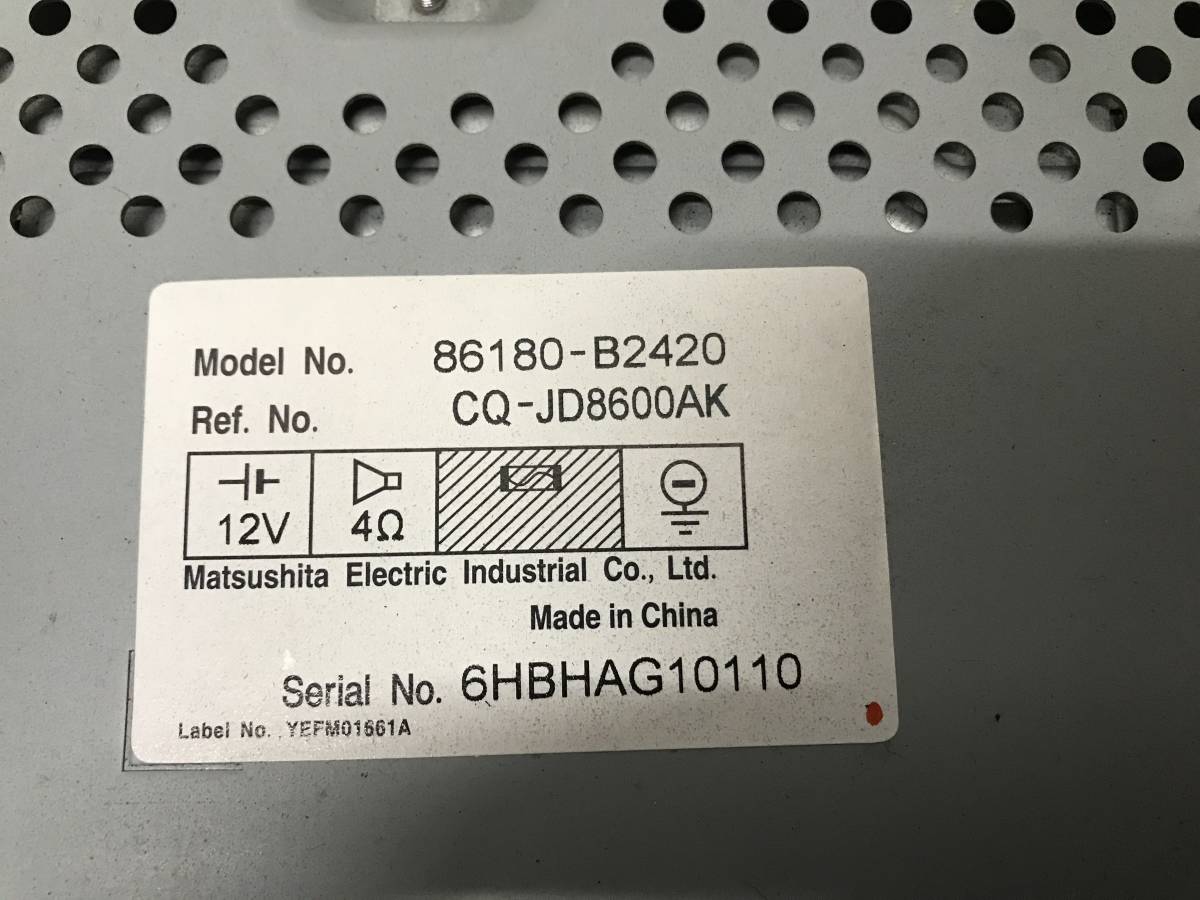 Model No. 86180-B2420
Ref. No. CQ-JD8600AK
12V 4Ω
Matsushita Electric Industrial Co., Ltd.
Made in China
Serial No. 6HBHAG10110
Label No. YEFM01661A